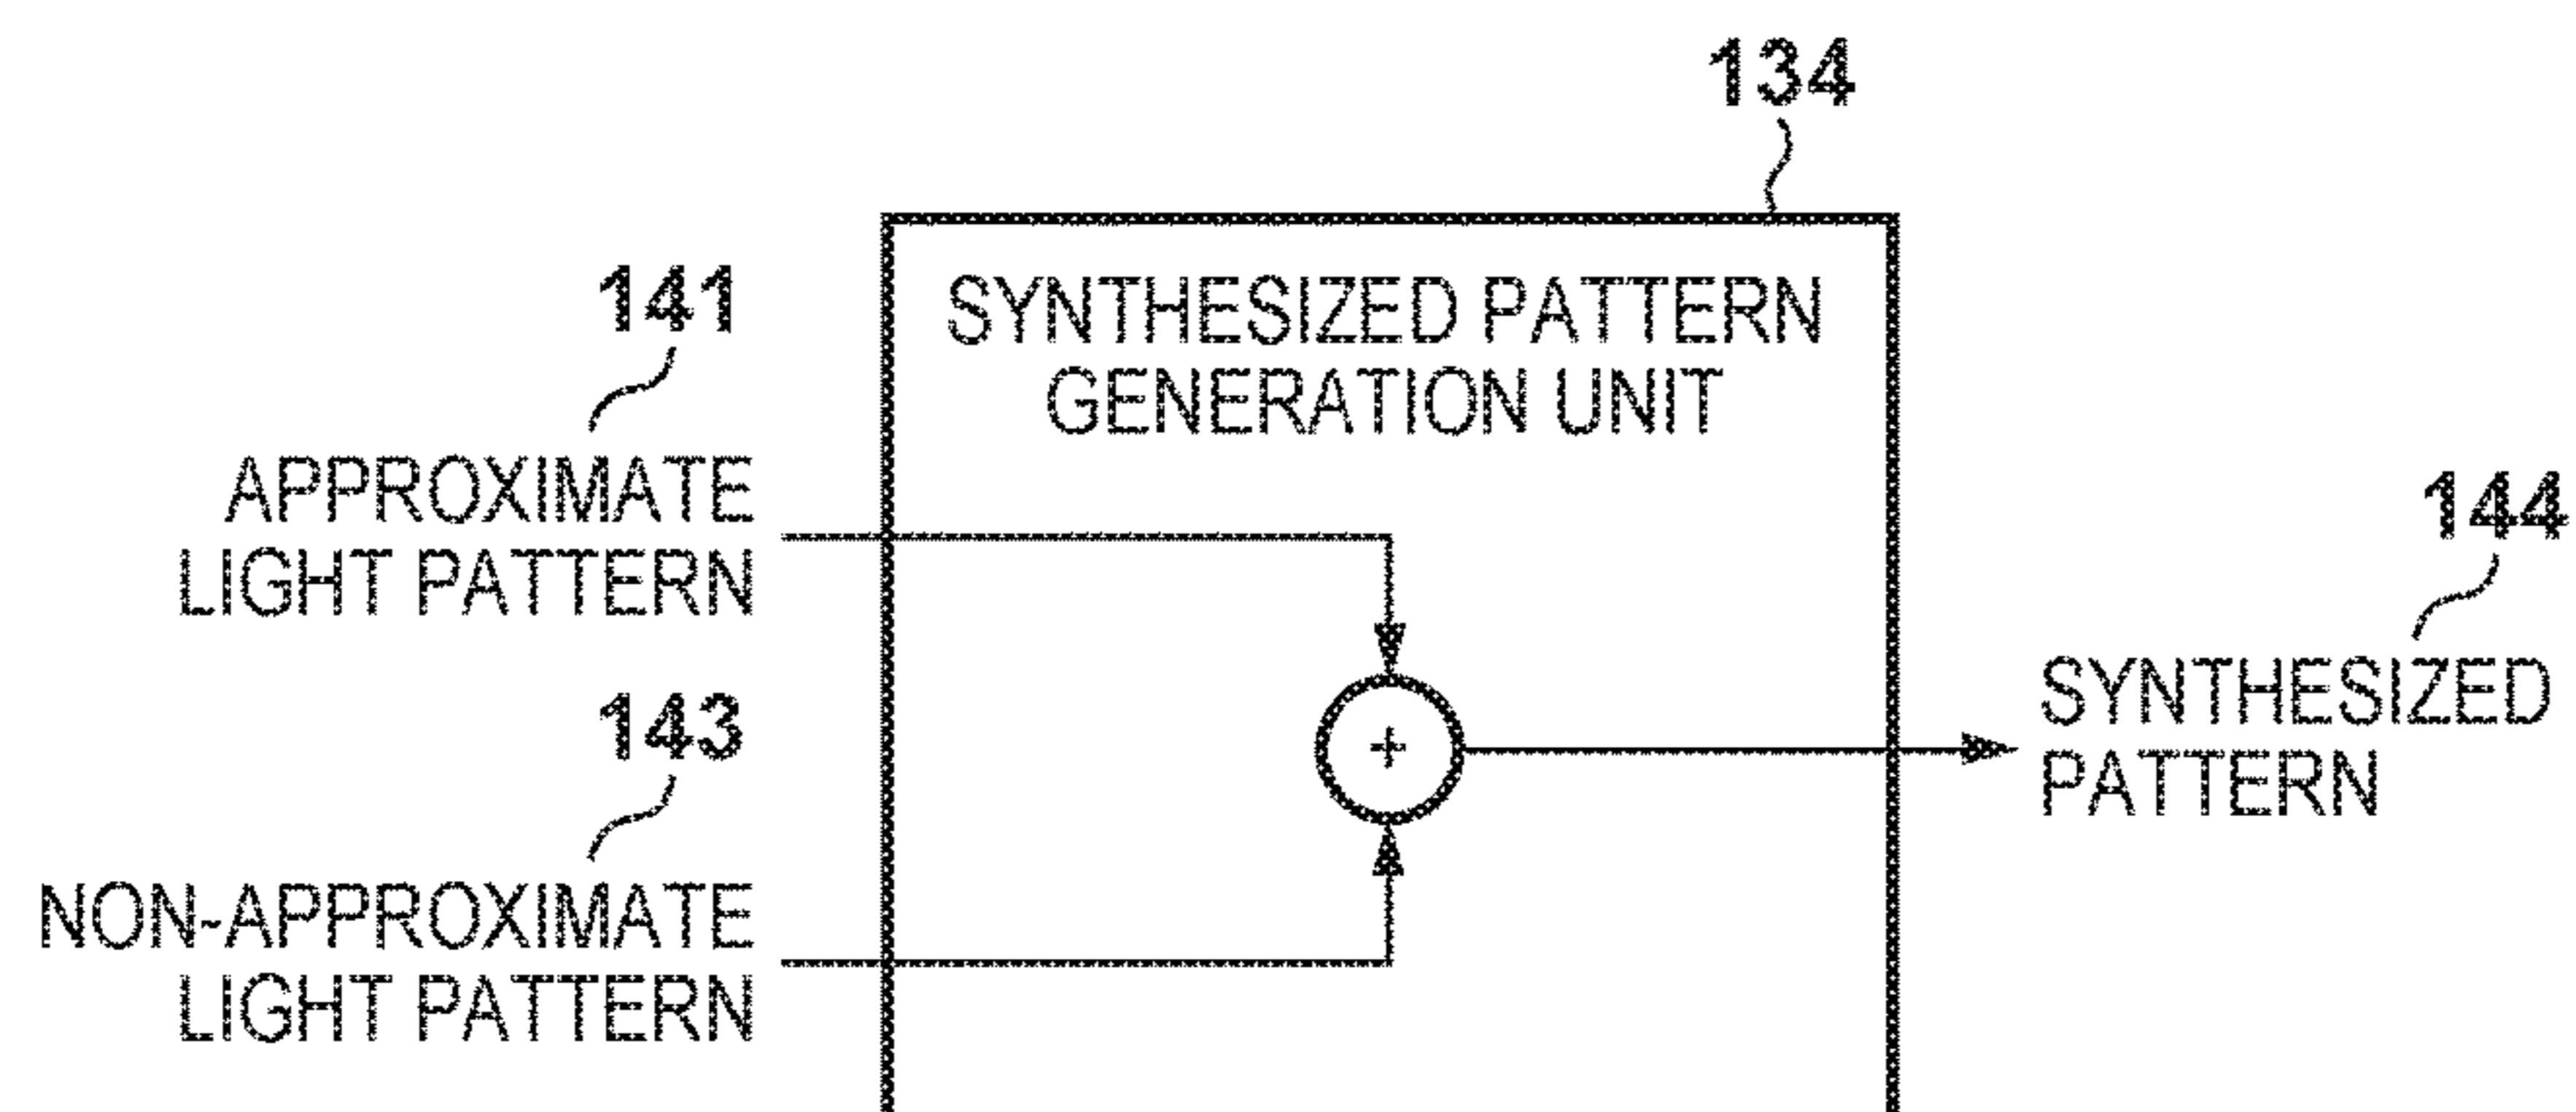 134
SYNTHESIZED PATTERN
GENERATION UNIT
141
APPROXIMATE
LIGHT PATTERN
143
NON-APPROXIMATE
LIGHT PATTERN
+
144
SYNTHESIZED
PATTERN